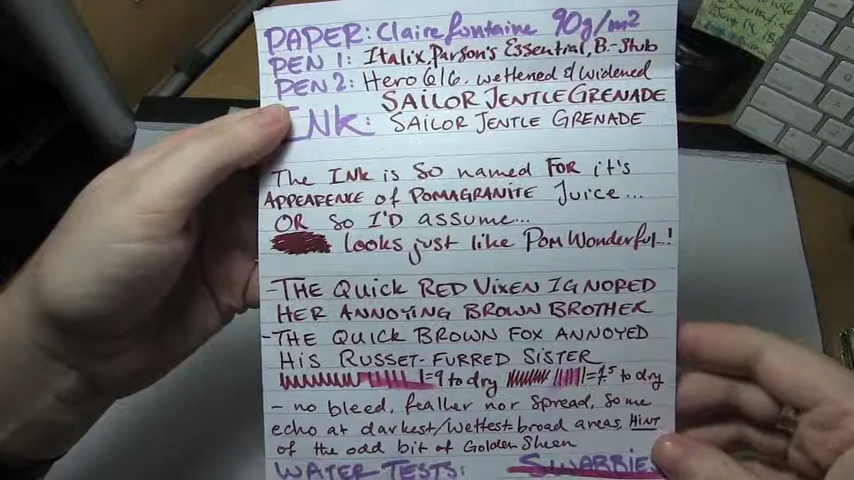 PAPER: Clairefontaine 90g/m2
PEN 1: Italix Parson's Essential, B-Stub
PEN 2: Hero 616. wettened & widened
SAILOR JENTLE GRENADE
INK: SAILOR JENTLE GRENADE
The Ink is so named FOR it's
APPEARENCE of POMAGRANITE Juice...
OR so I'D assume...
looks just like Pom Wonderful..!
-THE QUICK RED VIXEN IGNORED
HER ANNOYING BROWN BROTHER
-THE QUICK BROWN FOX ANNOYED
HIS RUSSET-FURRED SISTER
=9 to dry =4.5 to dry
- no bleed, feather nor spread, some
echo at darkest/wettest broad areas, HINT
of the odd bit of Golden Sheen
WATER TESTS: SWABBIES